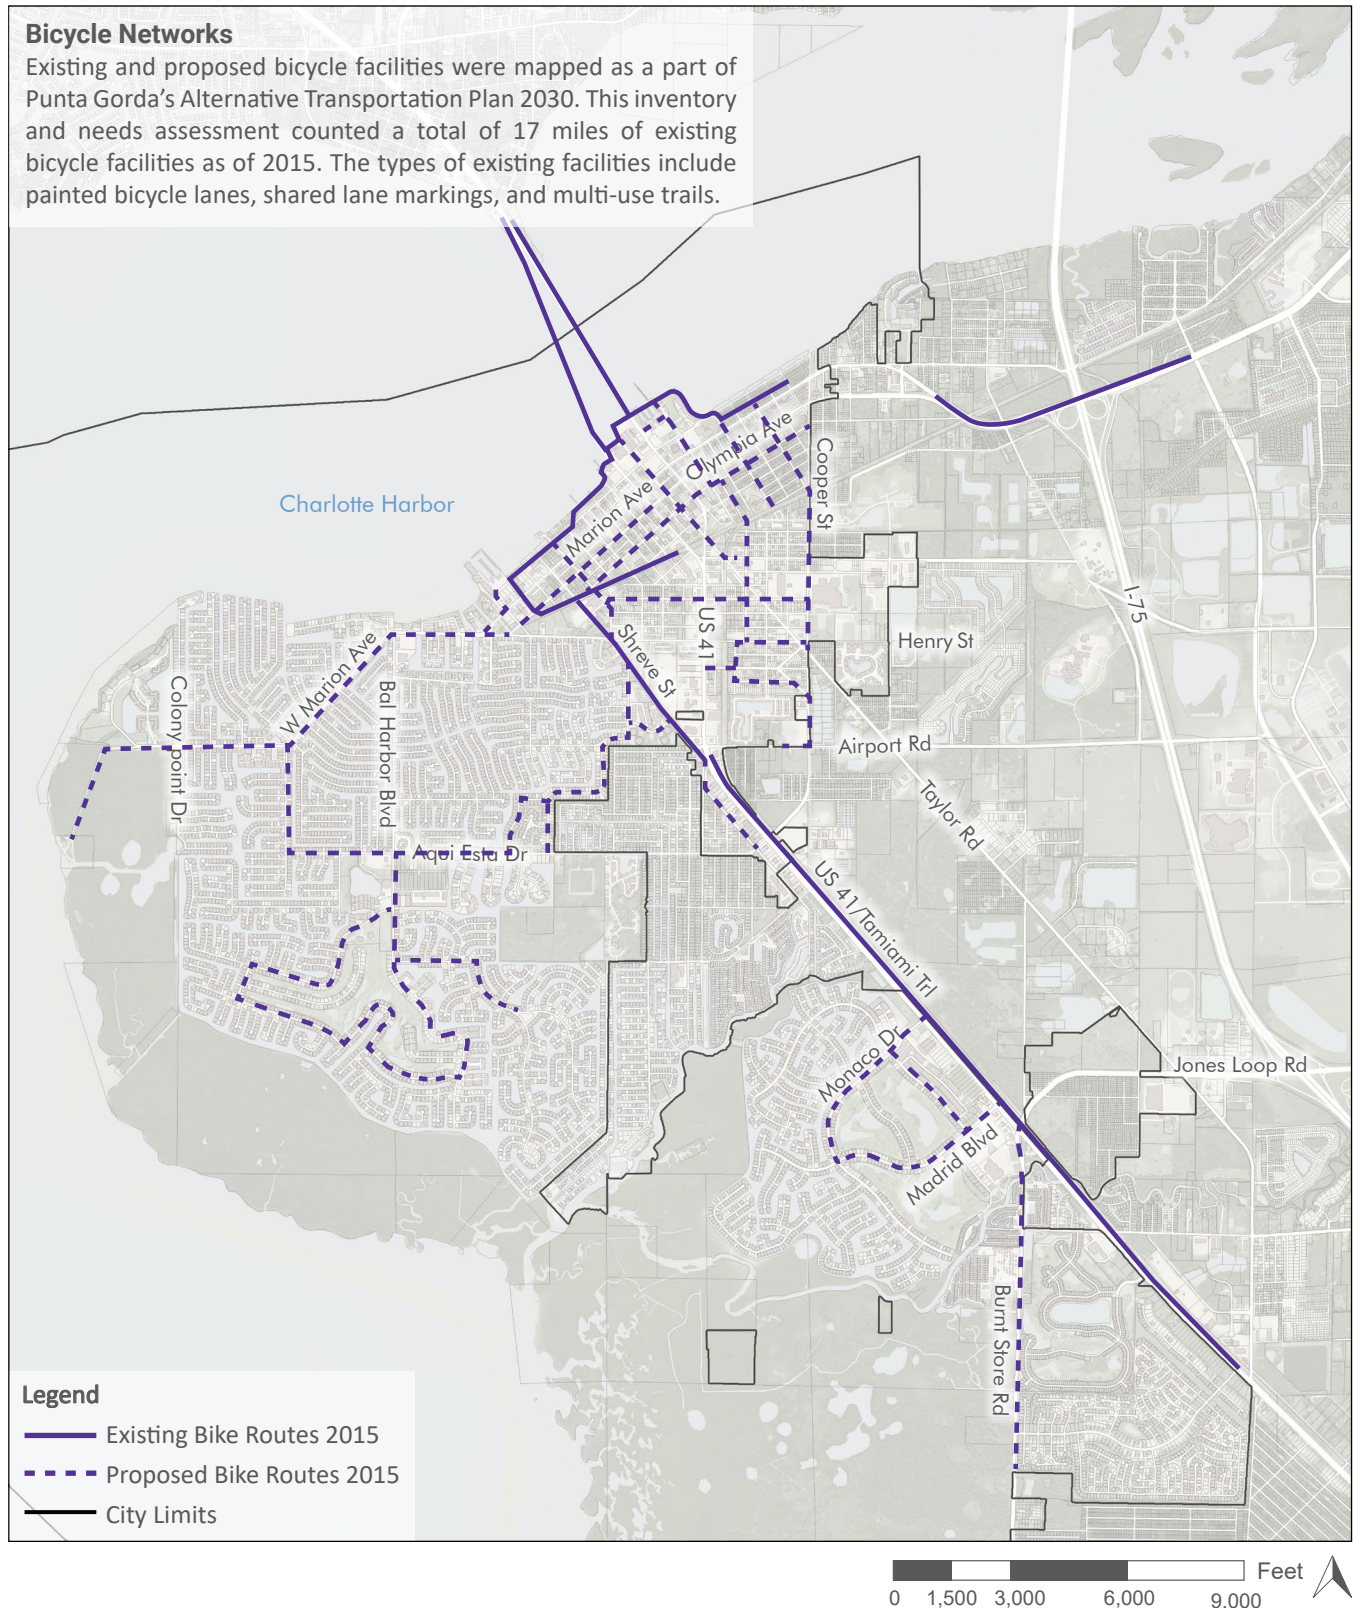 Bicycle Networks
Existing and proposed bicycle facilities were mapped as a part of
Punta Gorda’s Alternative Transportation Plan 2030. This inventory
and needs assessment counted a total of 17 miles of existing
bicycle facilities as of 2015. The types of existing facilities include
painted bicycle lanes, shared lane markings, and multi-use trails.
Olympia Ave
Cooper St
Charlotte Harbor
Marion Ave
I-75
US 41
Henry St
Shreve St
W Marion Ave
Colony point Dr
Bal Harbor Blvd
Airport Rd
Taylor Rd
Aqui Esta Dr
US 41/Tamiami Trl
Monaco Dr
Jones Loop Rd
Madrid Blvd
Burnt Store Rd
Legend
Existing Bike Routes 2015
Proposed Bike Routes 2015
City Limits
Feet
0 1,500 3,000 6,000 9,000